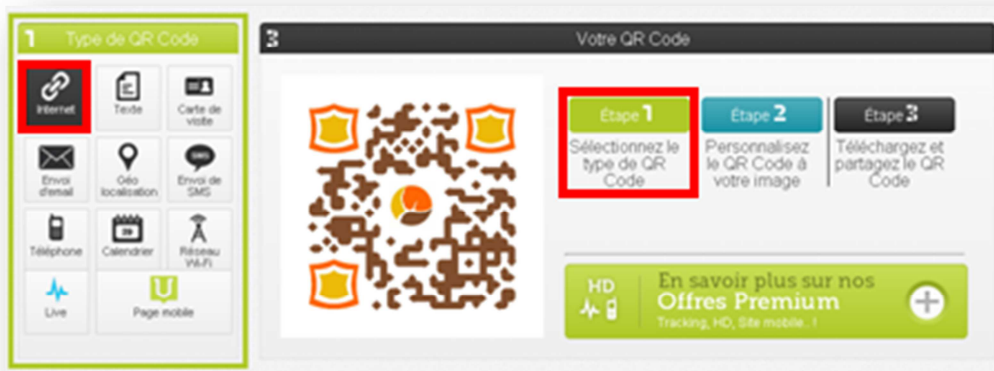 1 Type de QR Code
Internet
Texte
Carte de
visite
Envoi
d'email
Géo
localisation
SMS
Envoi de
SMS
Téléphone
Calendrier
Réseau
Wi-Fi
Live
U
Page mobile
3 Votre QR Code
Étape 1
Sélectionnez le
type de QR
Code
Étape 2
Personnalisez
le QR Code à
votre image
Étape 3
Téléchargez et
partagez le QR
Code
HD
En savoir plus sur nos
Offres Premium
Tracking, HD, Site mobile.. !